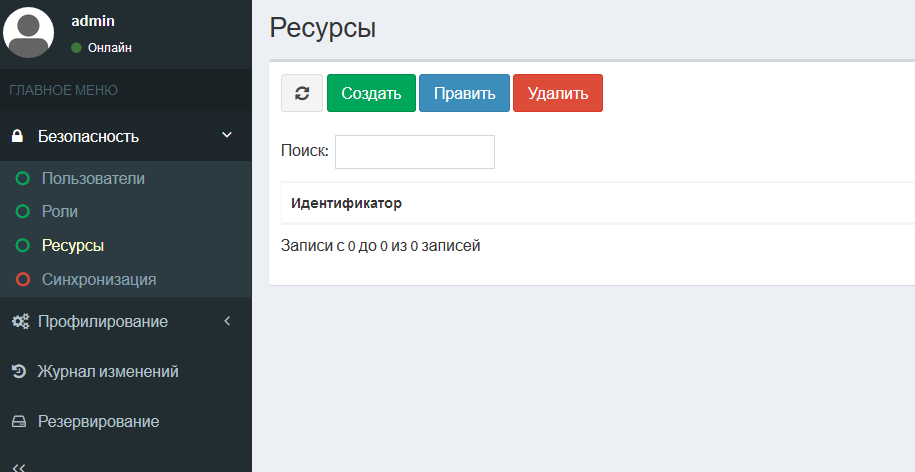 admin
Онлайн
ГЛАВНОЕ МЕНЮ
Безопасность
Пользователи
Роли
Ресурсы
Синхронизация
Профилирование
Журнал изменений
Резервирование
Ресурсы
Создать Править Удалить
Поиск:
Идентификатор
Записи с 0 до 0 из 0 записей